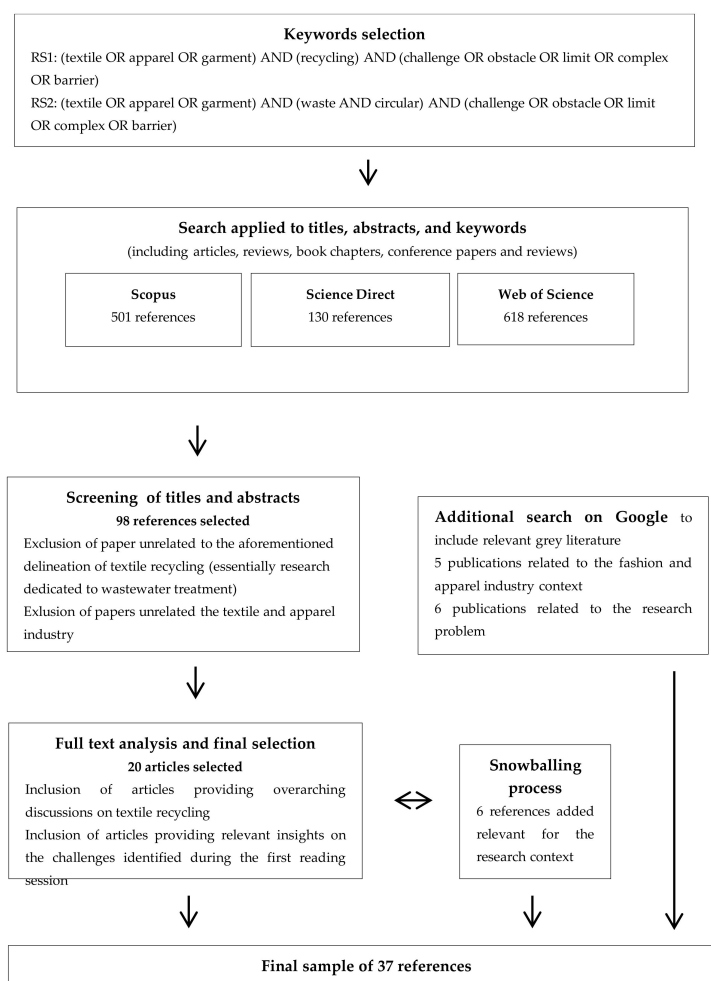 Keywords selection
RS1: (textile OR apparel OR garment) AND (recycling) AND (challenge OR obstacle OR limit OR complex
OR barrier)
RS2: (textile OR apparel OR garment) AND (waste AND circular) AND (challenge OR obstacle OR limit
OR complex OR barrier)
Search applied to titles, abstracts, and keywords
(including articles, reviews, book chapters, conference papers and reviews)
Scopus
501 references
Science Direct
130 references
Web of Science
618 references
Screening of titles and abstracts
98 references selected
Exclusion of paper unrelated to the aforementioned
delineation of textile recycling (essentially research
dedicated to wastewater treatment)
Exlusion of papers unrelated the textile and apparel
industry
Additional search on Google to
include relevant grey literature
5 publications related to the fashion and
apparel industry context
6 publications related to the research
problem
Full text analysis and final selection
20 articles selected
Inclusion of articles providing overarching
discussions on textile recycling
Inclusion of articles providing relevant insights on
the challenges identified during the first reading
session
Snowballing
process
6 references added
relevant for the
research context
Final sample of 37 references